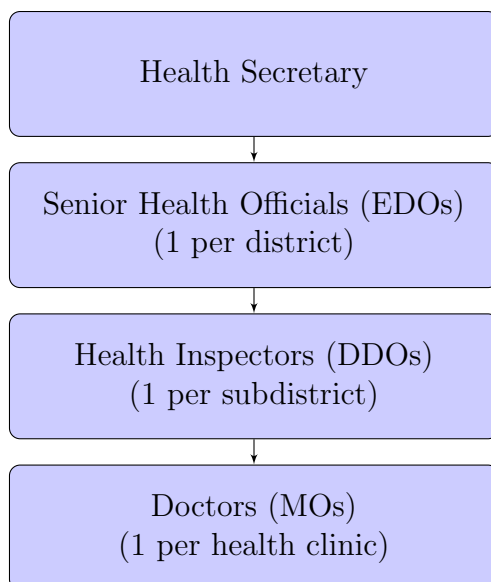 Health Secretary
Senior Health Officials (EDOs)
(1 per district)
Health Inspectors (DDOs)
(1 per subdistrict)
Doctors (MOs)
(1 per health clinic)